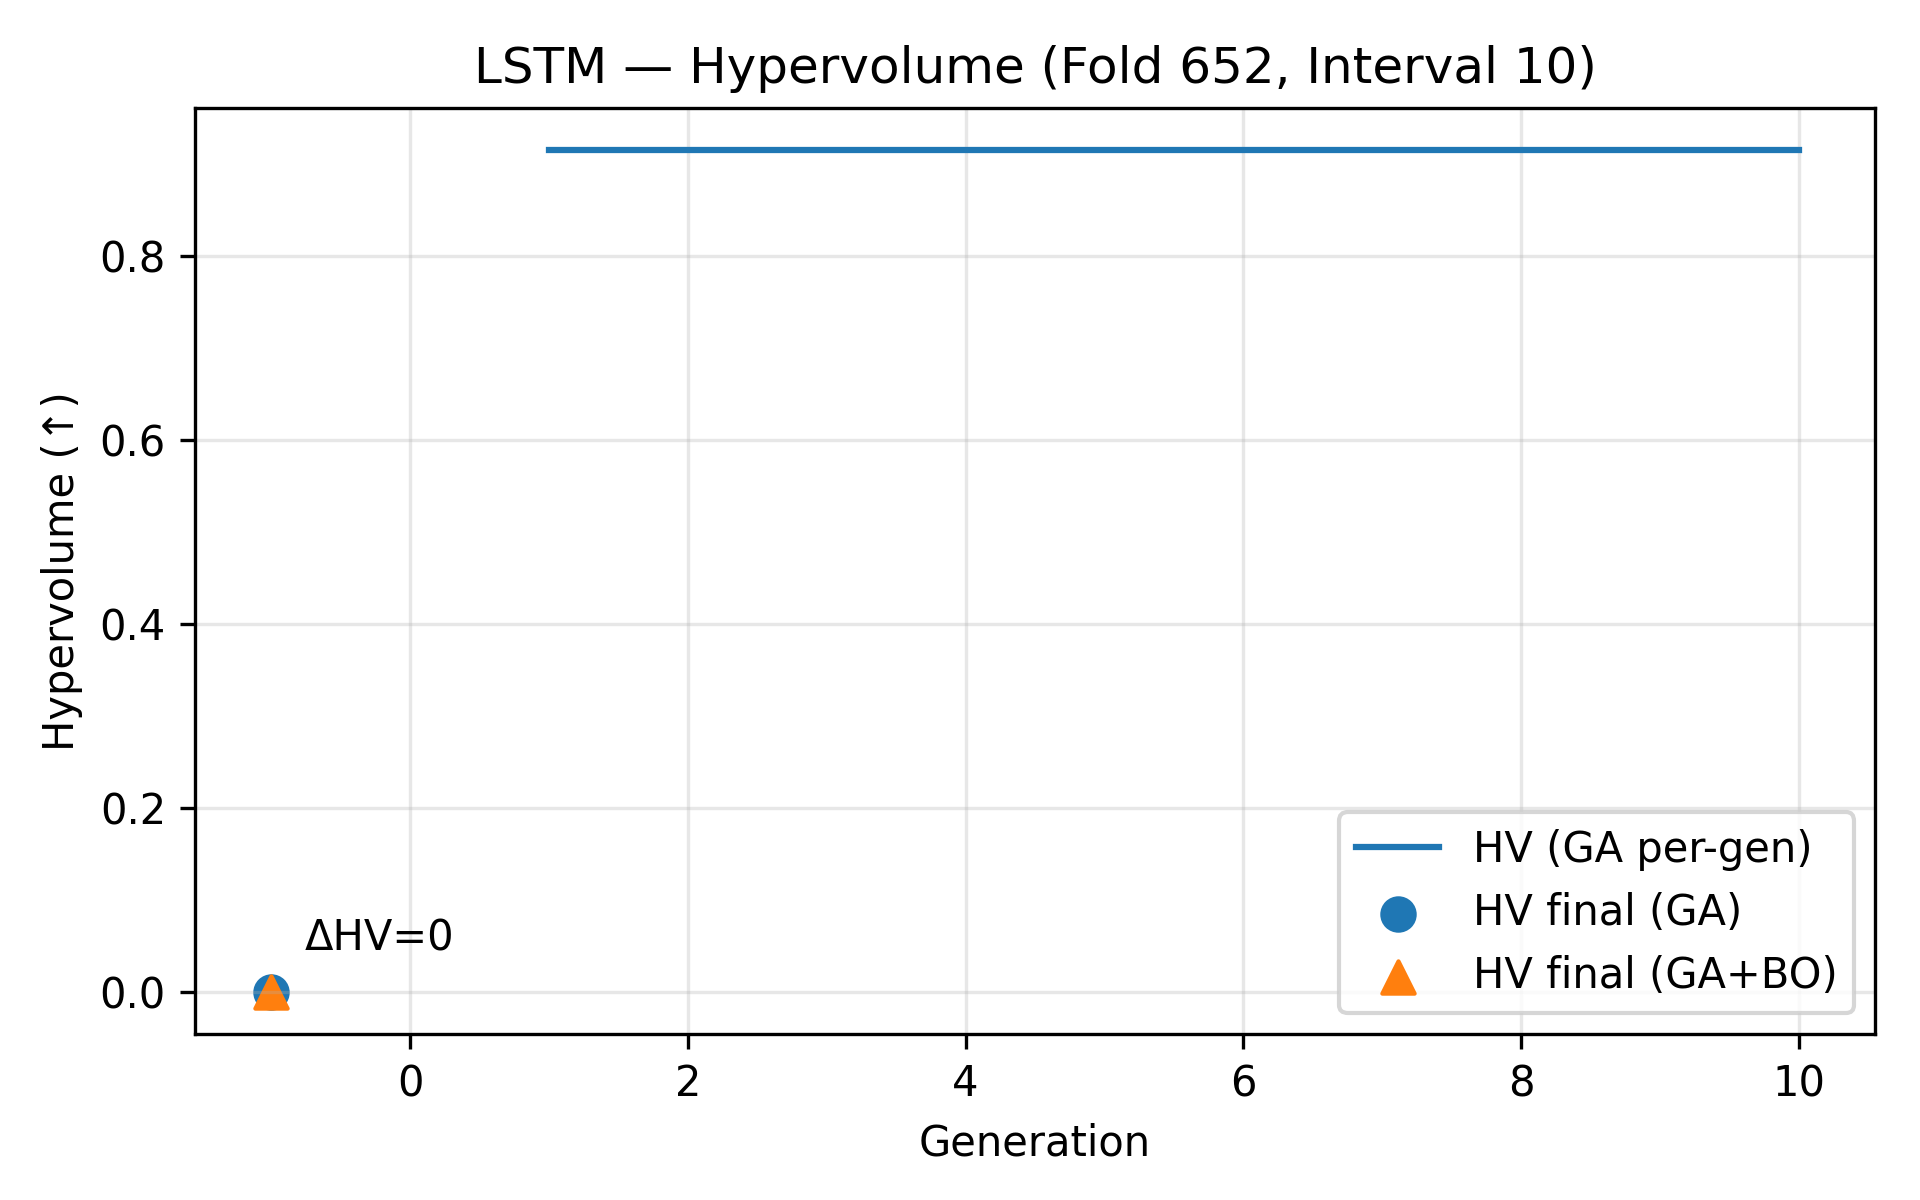 LSTM — Hypervolume (Fold 652, Interval 10)
Hypervolume (↑)
0.8
0.6
0.4
0.2
0.0
ΔHV=0
HV (GA per-gen)
HV final (GA)
HV final (GA+BO)
0 2 4 6 8 10
Generation